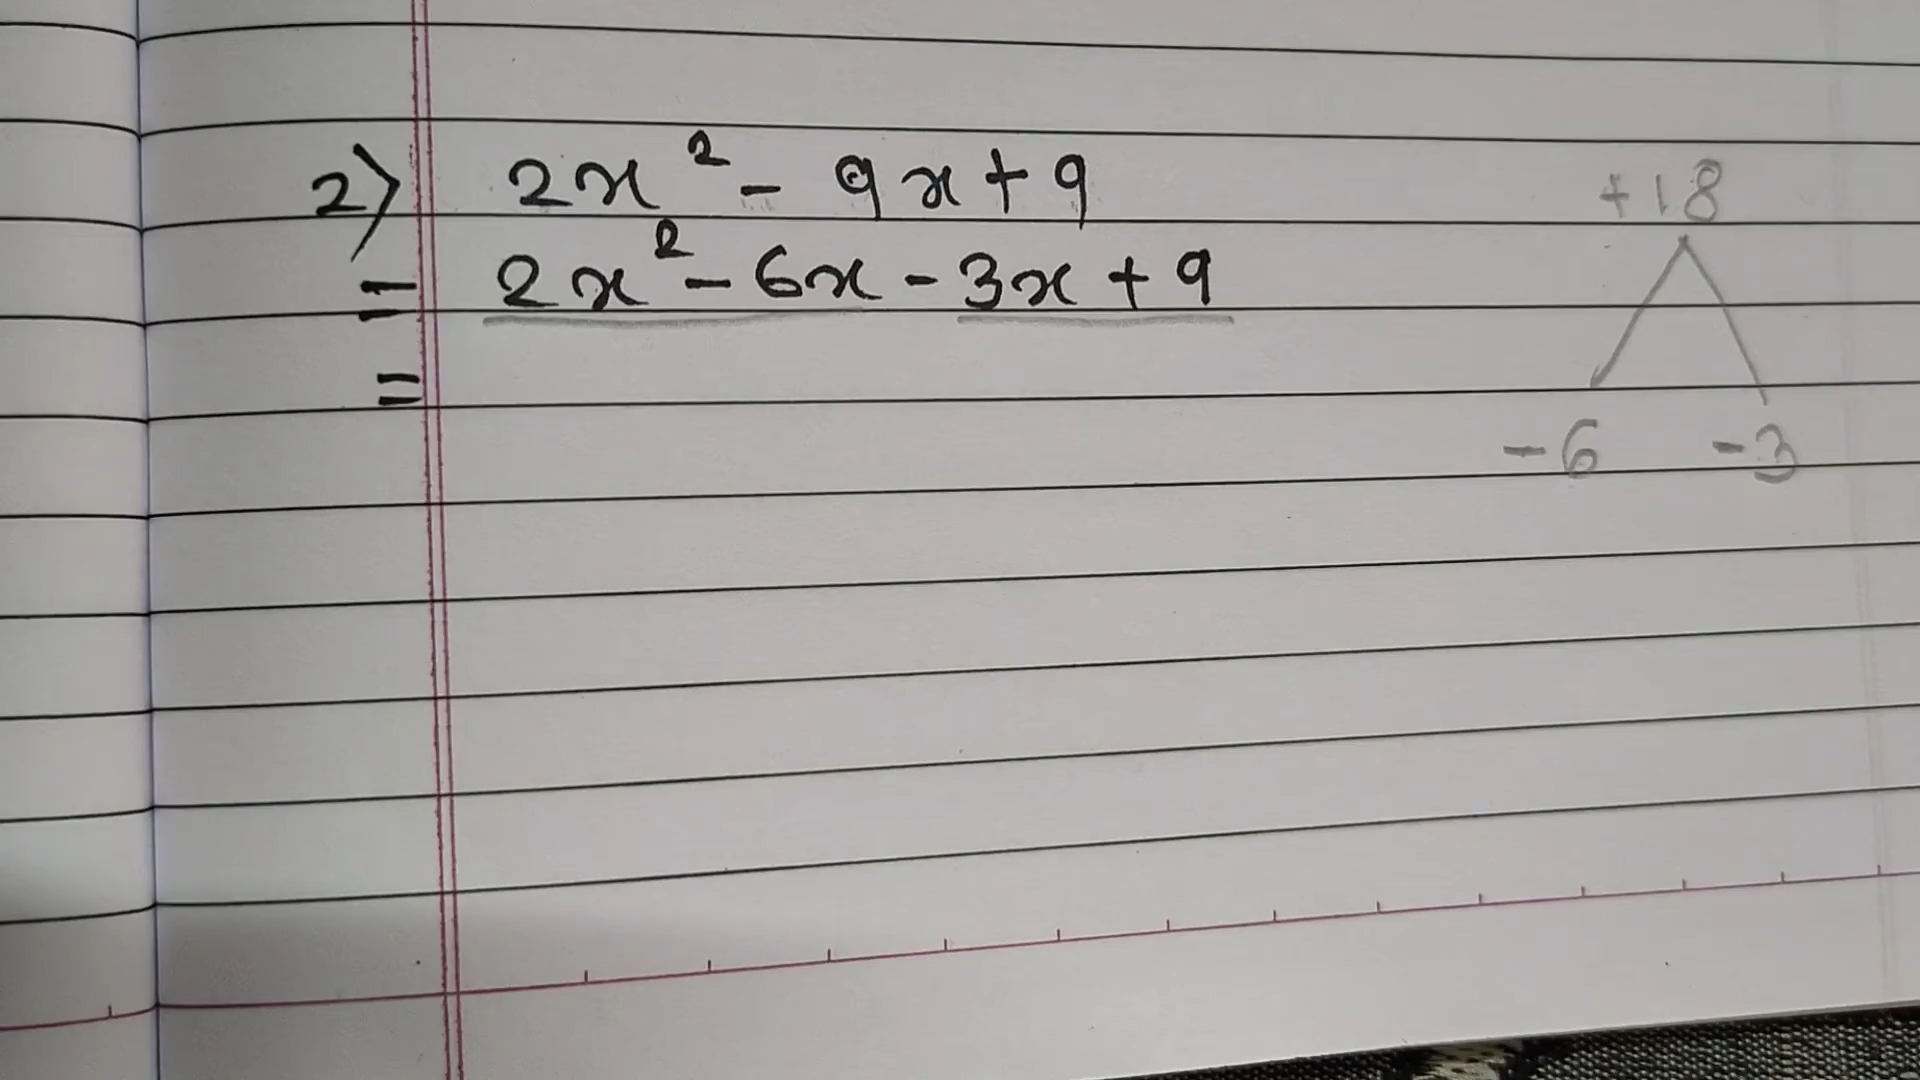 2) 2x² - 9x + 9
= 2x² - 6x - 3x + 9
=
+18
-6 -3